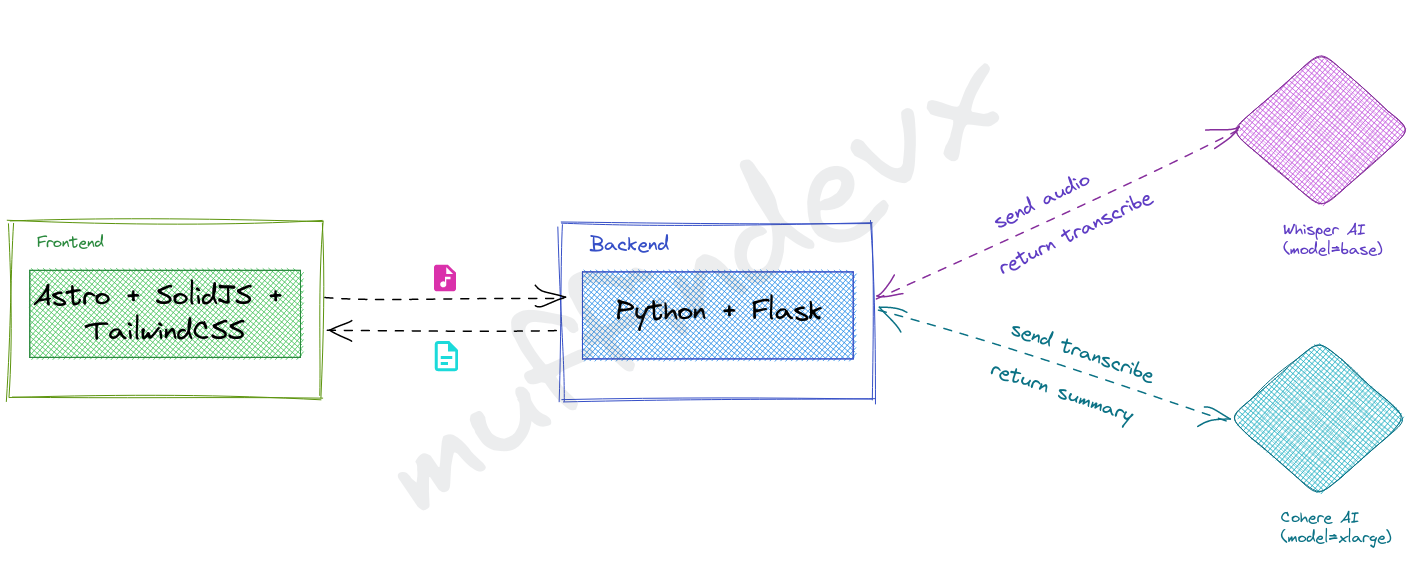 Frontend
Astro + SolidJS +
TailwindCSS
Backend
Python + Flask
send audio
return transcribe
Whisper AI
(model=base)
send transcribe
return summary
Cohere AI
(model=xlarge)